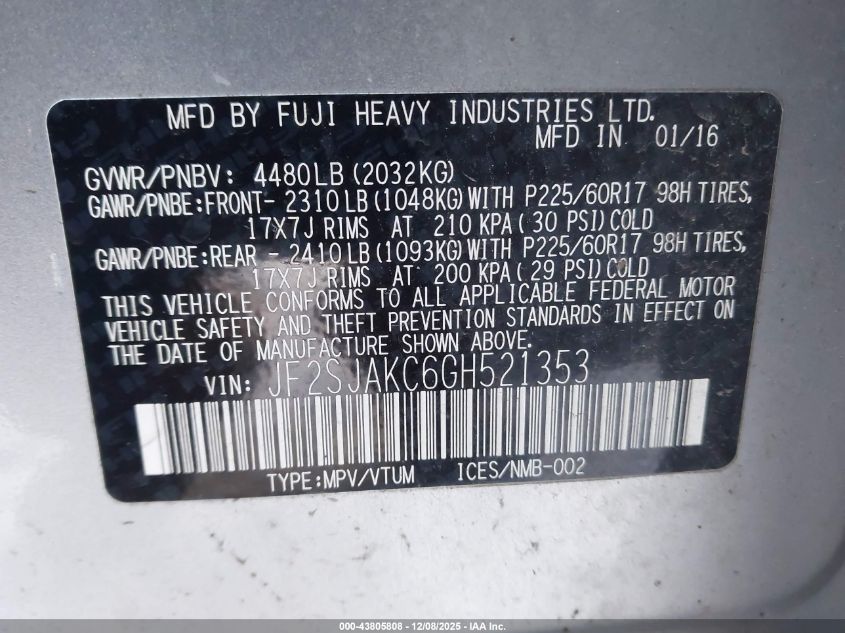 MFD BY FUJI HEAVY INDUSTRIES LTD.
MFD IN 01/16
GVWR/PNBV: 4480LB(2032KG)
GAWR/PNBE:FRONT- 2310LB(1048KG)WITH P225/60R17 98H TIRES,
17X7J RIMS AT 210 KPA(30 PSI)COLD
GAWR/PNBE:REAR - 2410LB(1093KG)WITH P225/60R17 98H TIRES,
17X7J RIMS AT 200 KPA(29 PSI)COLD
THIS VEHICLE CONFORMS TO ALL APPLICABLE FEDERAL MOTOR
VEHICLE SAFETY AND THEFT PREVENTION STANDARDS IN EFFECT ON
THE DATE OF MANUFACTURE SHOWN ABOVE.
VIN: JF2SJAKC6GH521353
TYPE:MPV/VTUM ICES/NMB-002
000-43805808 - 12/08/2025 - IAA Inc.